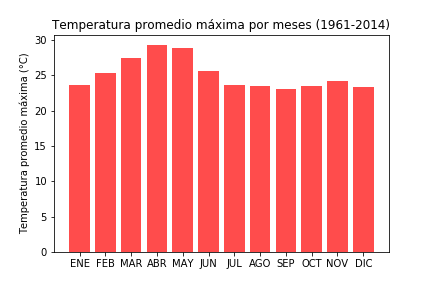 Temperatura promedio máxima por meses (1961-2014)
Temperatura promedio máxima (°C)
30
25
20
15
10
5
0
ENE FEB MAR ABR MAY JUN JUL AGO SEP OCT NOV DIC